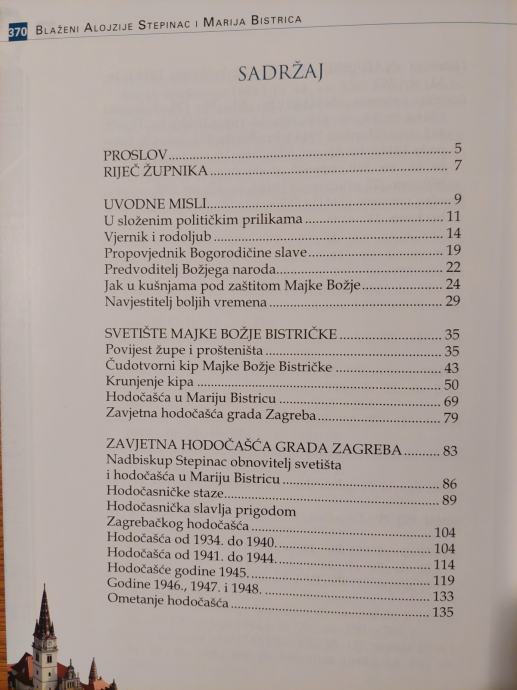 370 BLAŽENI ALOJZIJE STEPINAC I MARIJA BISTRICA
SADRŽAJ
PROSLOV.................................................... 5
RIJEČ ŽUPNIKA............................................ 7
UVODNE MISLI............................................. 9
U složenim političkim prilikama........................... 11
Vjernik i rodoljub........................................ 14
Propovjednik Bogorodičine slave........................... 19
Predvoditelj Božjega naroda............................... 22
Jak u kušnjama pod zaštitom Majke Božje................... 24
Navjestitelj boljih vremena............................... 29
SVETIŠTE MAJKE BOŽJE BISTRIČKE............................ 35
Povijest župe i prošteništa............................... 35
Čudotvorni kip Majke Božje Bistričke...................... 43
Krunjenje kipa............................................ 50
Hodočašća u Mariju Bistricu............................... 69
Zavjetna hodočašća grada Zagreba.......................... 79
ZAVJETNA HODOČAŠĆA GRADA ZAGREBA.......... 83
Nadbiskup Stepinac obnovitelj svetišta
i hodočašća u Mariju Bistricu............................. 86
Hodočasničke staze........................................ 89
Hodočasnička slavlja prigodom
Zagrebačkog hodočašća..................................... 104
Hodočašća od 1934. do 1940................................ 104
Hodočašća od 1941. do 1944................................ 114
Hodočašće godine 1945..................................... 119
Godine 1946., 1947. i 1948................................ 133
Ometanje hodočašća........................................ 135